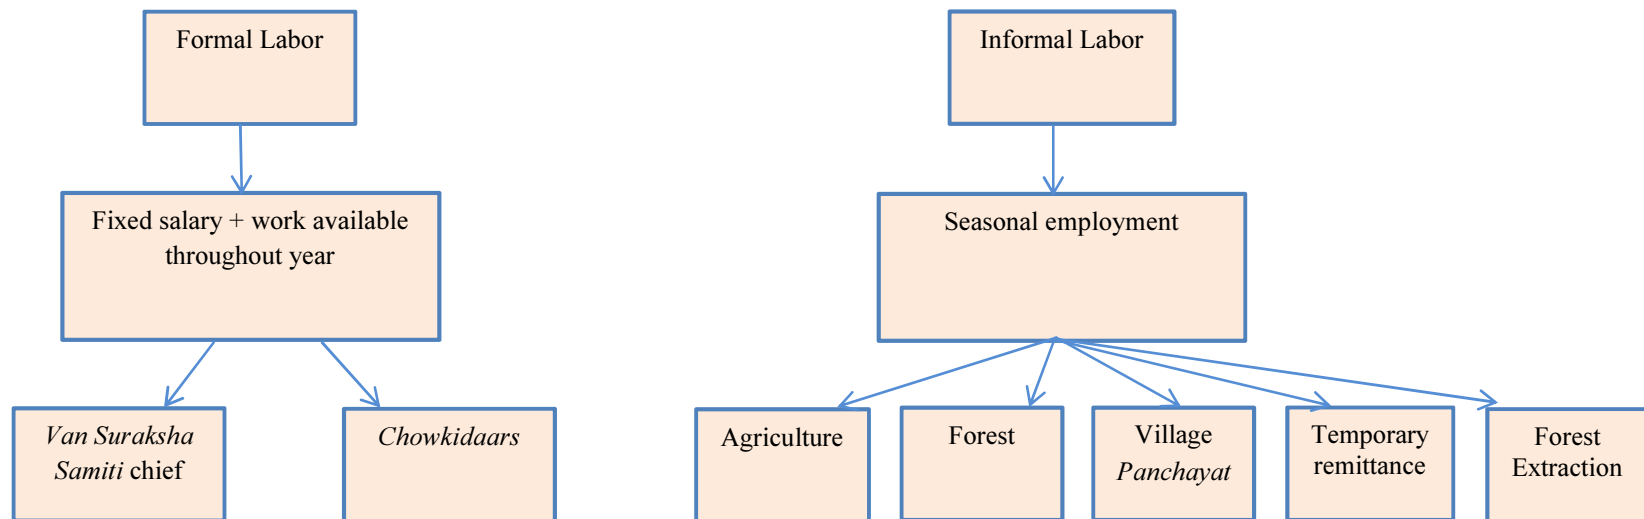 Formal Labor
Informal Labor
Fixed salary + work available
throughout year
Seasonal employment
Van Suraksha
Samiti chief
Chowkidaars
Agriculture
Forest
Village
Panchayat
Temporary
remittance
Forest
Extraction